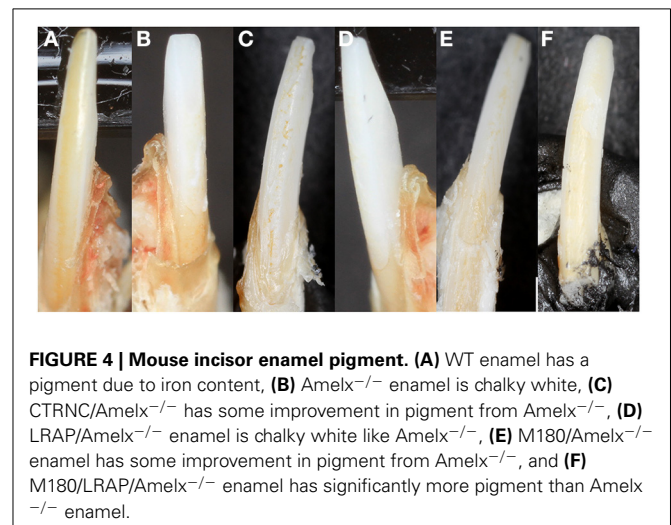 A B C D E F
FIGURE 4 | Mouse incisor enamel pigment. (A) WT enamel has a
pigment due to iron content, (B) Amelx−/− enamel is chalky white, (C)
CTRNC/Amelx−/− has some improvement in pigment from Amelx−/−, (D)
LRAP/Amelx−/− enamel is chalky white like Amelx−/−, (E) M180/Amelx−/−
enamel has some improvement in pigment from Amelx−/−, and (F)
M180/LRAP/Amelx−/− enamel has significantly more pigment than Amelx
−/− enamel.